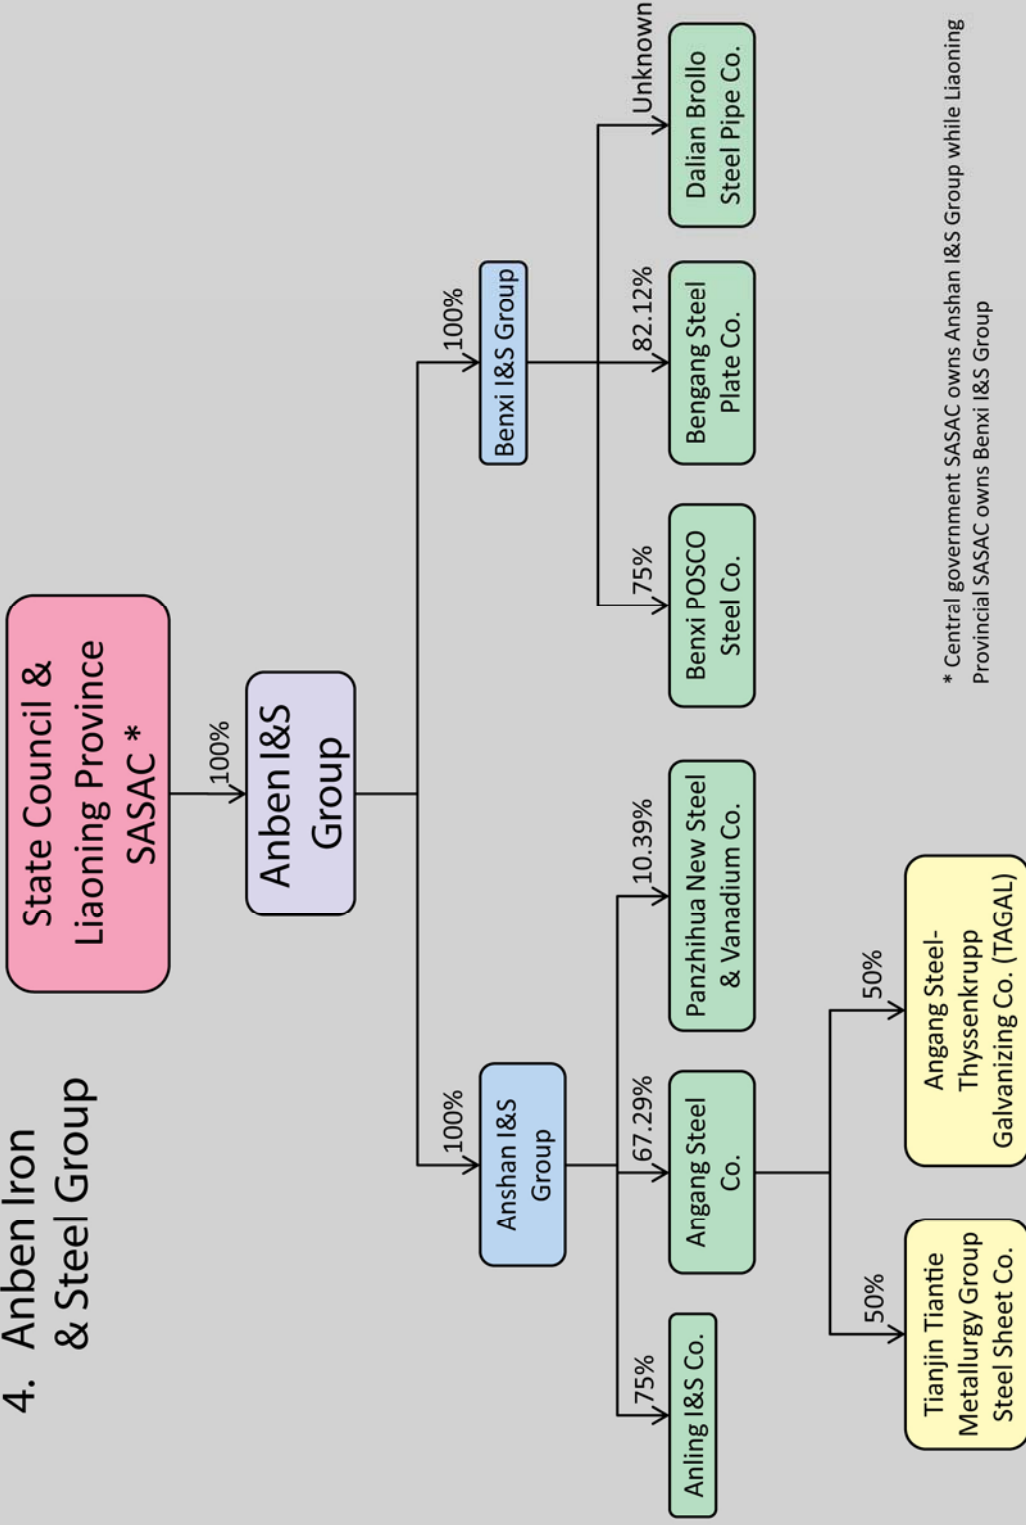 4. Anben Iron
& Steel Group
State Council &
Liaoning Province
SASAC *
100%
Anben I&S
Group
100%
100%
Anshan I&S
Group
Benxi I&S Group
75%
67.29%
10.39%
75%
82.12%
Unknown
Anling I&S Co.
Angang Steel
Co.
Panzhihua New Steel
& Vanadium Co.
Benxi POSCO
Steel Co.
Bengang Steel
Plate Co.
Dalian Brollo
Steel Pipe Co.
50%
50%
Tianjin Tiantie
Metallurgy Group
Steel Sheet Co.
Angang Steel-
Thyssenkrupp
Galvanizing Co. (TAGAL)
* Central government SASAC owns Anshan I&S Group while Liaoning
Provincial SASAC owns Benxi I&S Group